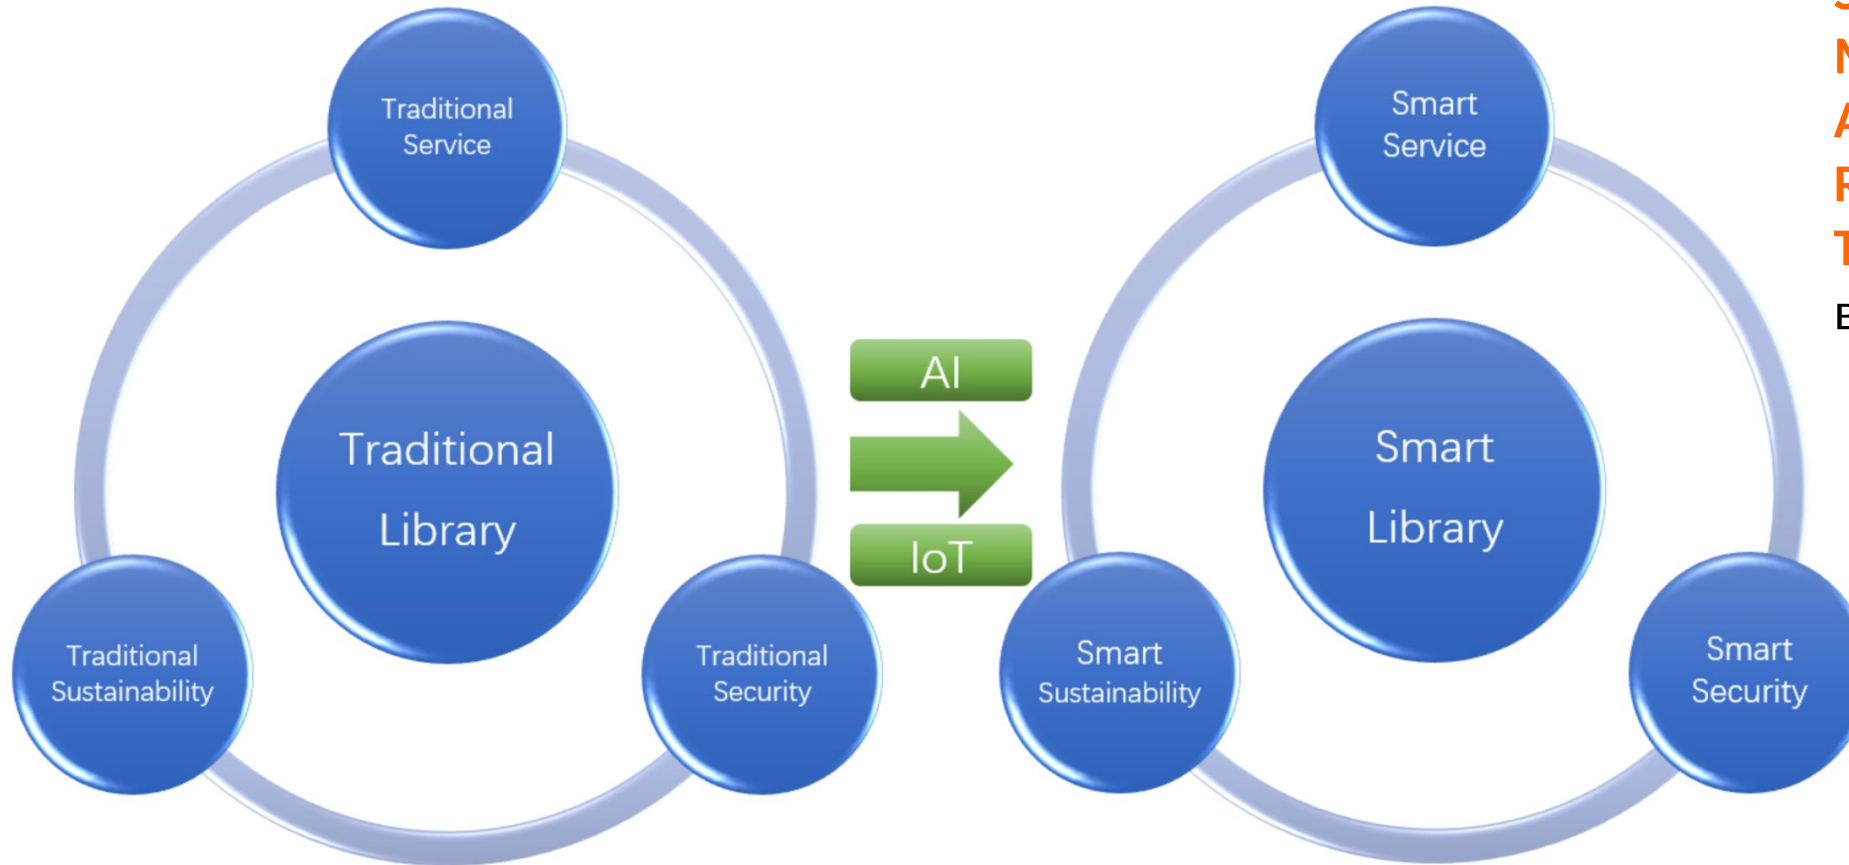 Traditional
Service
Traditional
Library
Traditional
Sustainability
Traditional
Security
AI
IoT
Smart
Service
Smart
Library
Smart
Sustainability
Smart
Security